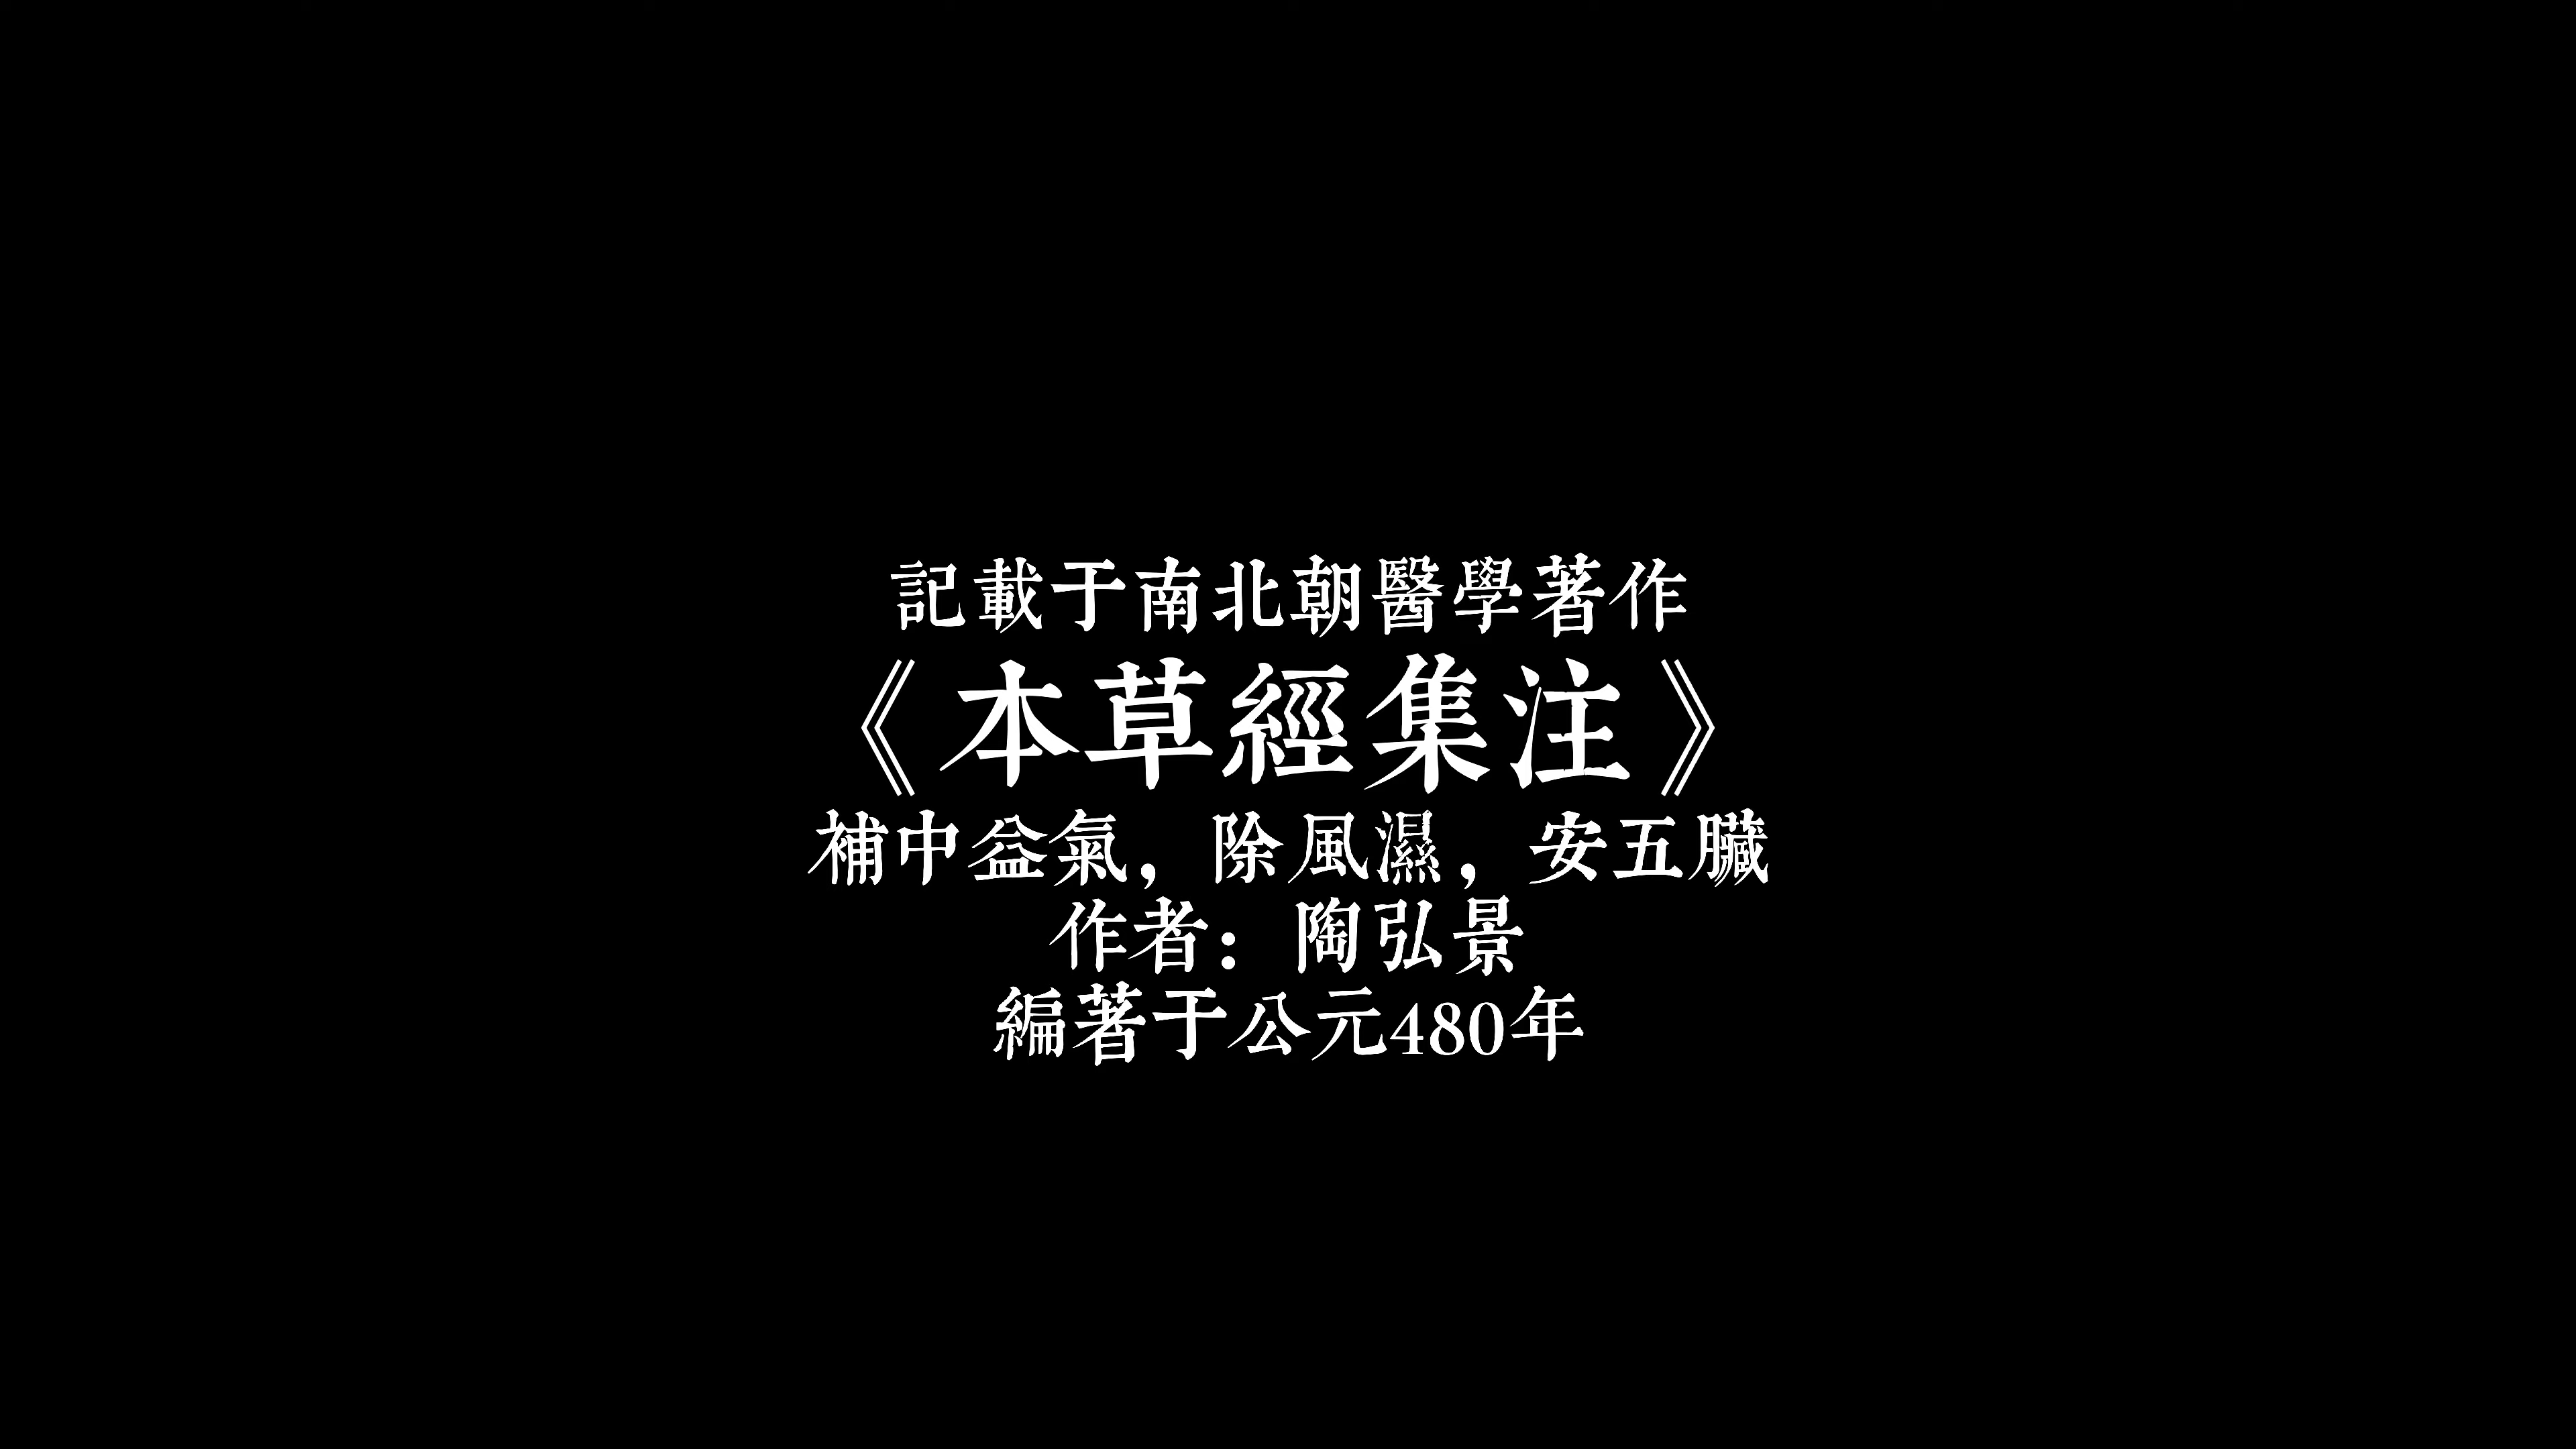 記載于南北朝醫學著作
《本草經集注》
補中益氣，除風濕，安五臟
作者：陶弘景
編著于公元480年